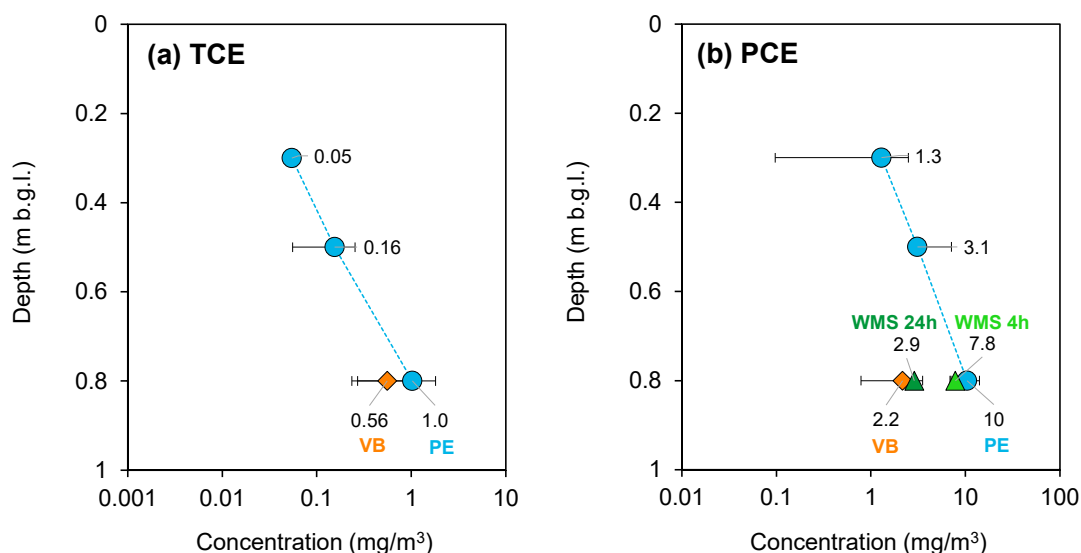 (a) TCE
0
0.2
0.4
0.6
0.8
1
Depth (m b.g.l.)
0.05
0.16
0.56
1.0
VB
PE
0.001
0.01
0.1
1
10
Concentration (mg/m³)
(b) PCE
0
0.2
0.4
0.6
0.8
1
Depth (m b.g.l.)
1.3
3.1
WMS 24h
WMS 4h
2.9
7.8
2.2
10
VB
PE
0.01
0.1
1
10
100
Concentration (mg/m³)